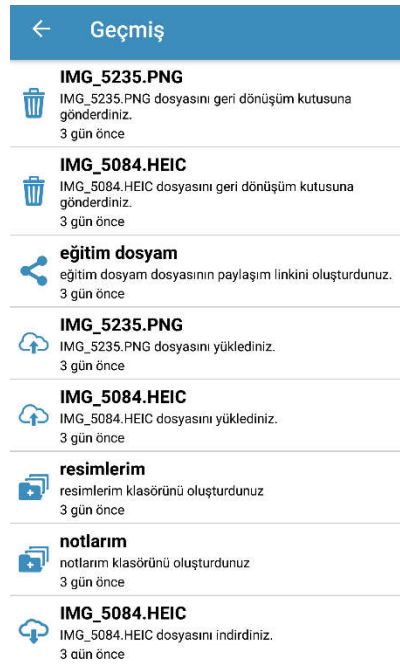 Geçmiş
IMG_5235.PNG
IMG_5235.PNG dosyasını geri dönüşüm kutusuna
gönderdiniz.
3 gün önce
IMG_5084.HEIC
IMG_5084.HEIC dosyasını geri dönüşüm kutusuna
gönderdiniz.
3 gün önce
eğitim dosyam
eğitim dosyam dosyasının paylaşım linkini oluşturdunuz.
3 gün önce
IMG_5235.PNG
IMG_5235.PNG dosyasını yüklediniz.
3 gün önce
IMG_5084.HEIC
IMG_5084.HEIC dosyasını yüklediniz.
3 gün önce
resimlerim
resimlerim klasörünü oluşturdunuz
3 gün önce
notlarım
notlarım klasörünü oluşturdunuz
3 gün önce
IMG_5084.HEIC
IMG_5084.HEIC dosyasını indirdiniz.
3 gün önce